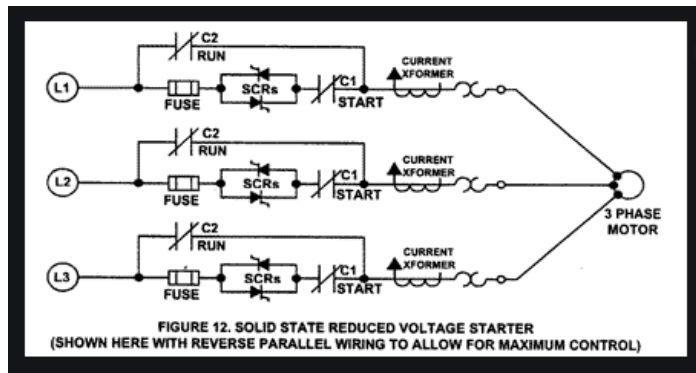 C2
RUN
L1
FUSE
SCRs
C1
START
CURRENT
XFORMER
C2
RUN
L2
FUSE
SCRs
C1
START
CURRENT
XFORMER
3 PHASE
MOTOR
C2
RUN
L3
FUSE
SCRs
C1
START
CURRENT
XFORMER
FIGURE 12. SOLID STATE REDUCED VOLTAGE STARTER
(SHOWN HERE WITH REVERSE PARALLEL WIRING TO ALLOW FOR MAXIMUM CONTROL)